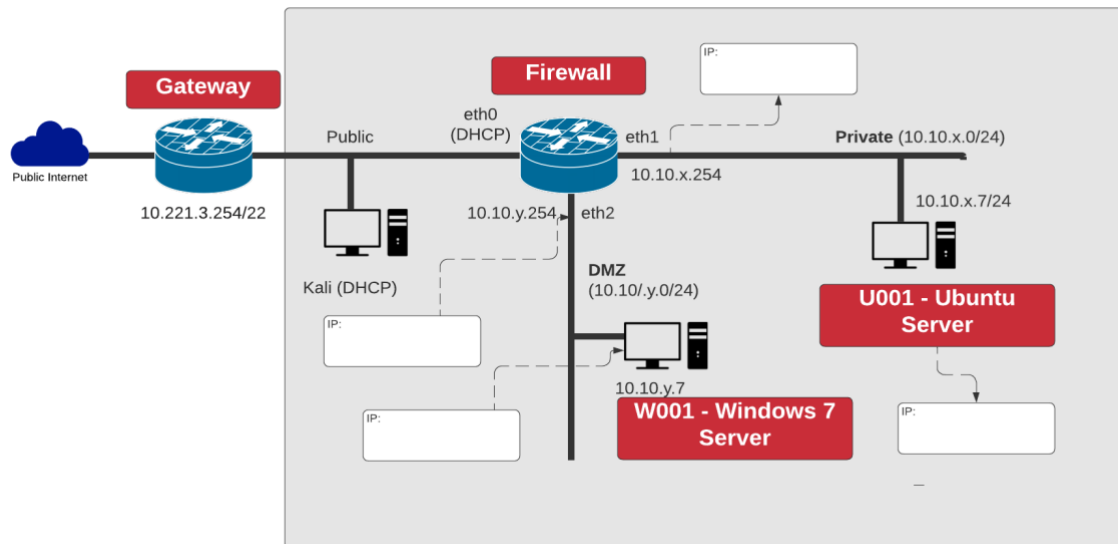 IP:
Firewall
Gateway
eth0
(DHCP)
Public
eth1
Private (10.10.x.0/24)
Public Internet
10.10.x.254
10.221.3.254/22
10.10.y.254
eth2
10.10.x.7/24
DMZ
(10.10/.y.0/24)
Kali (DHCP)
U001 - Ubuntu
Server
IP:
10.10.y.7
W001 - Windows 7
Server
IP:
IP: